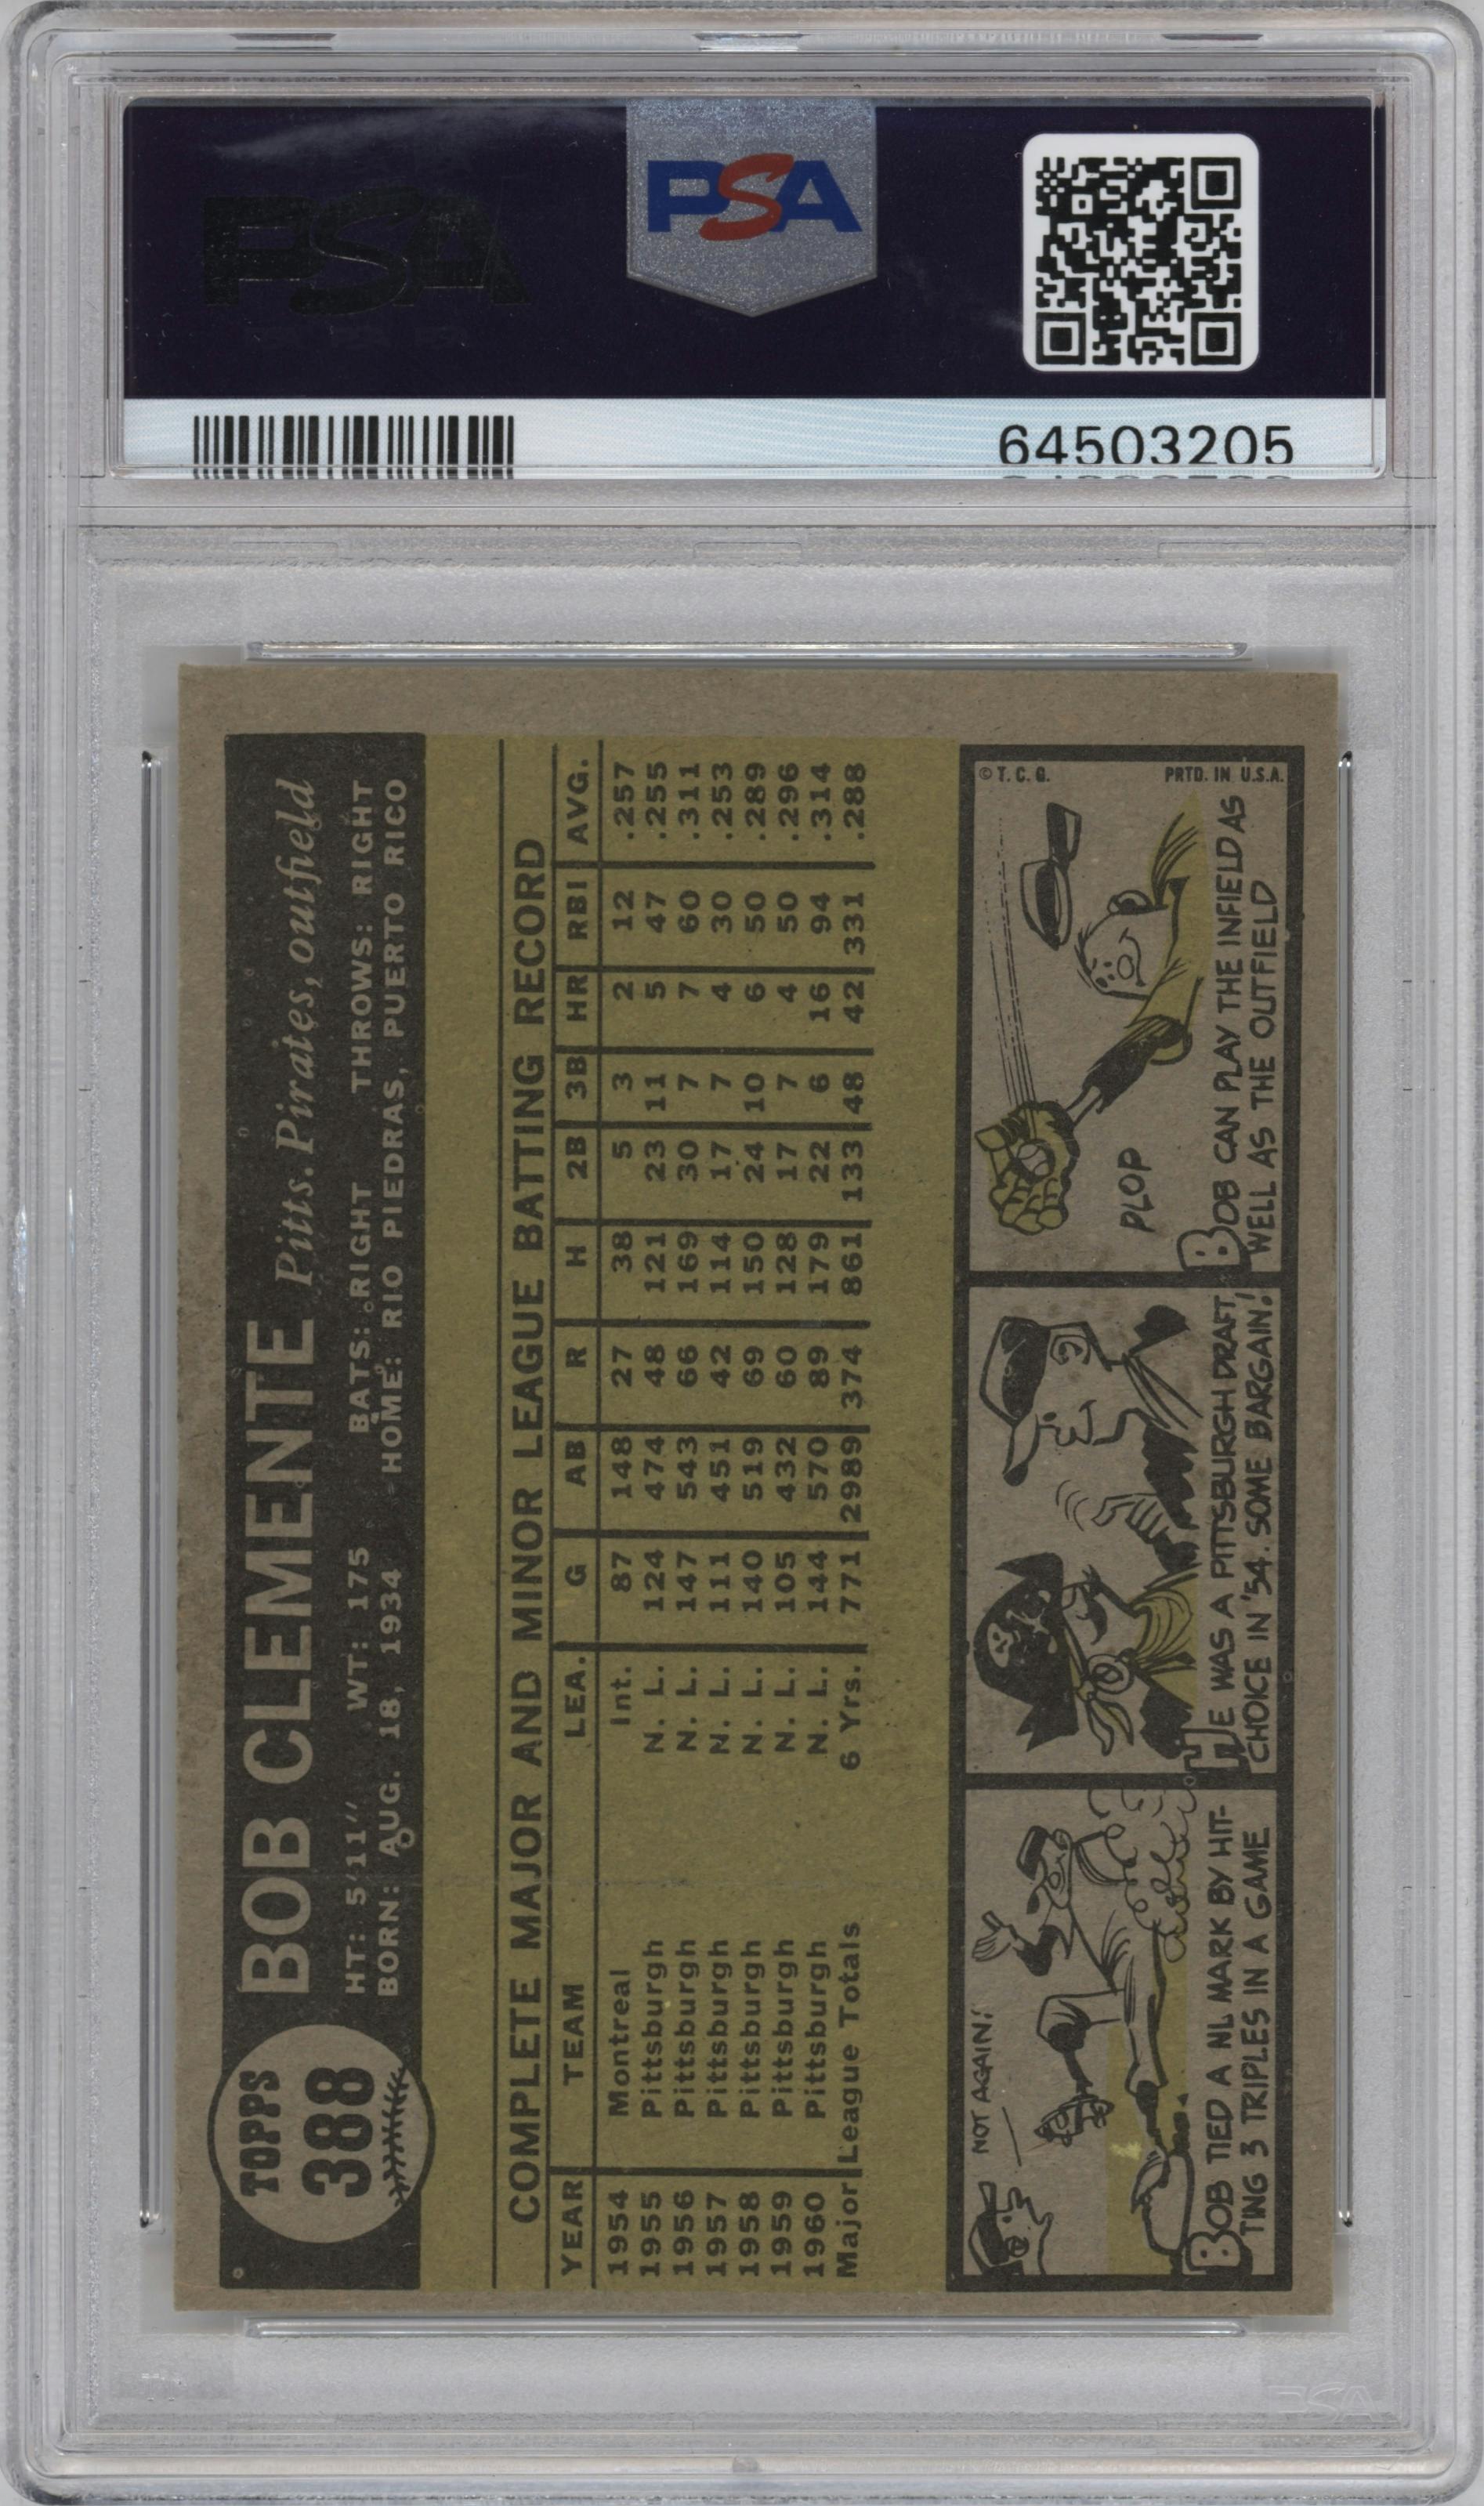 PSA
PSA
64503205
TOPPS
388
BOB CLEMENTE Pitts. Pirates, outfield
HT: 5'11" WT: 175 BATS: RIGHT THROWS: RIGHT
BORN: AUG. 18, 1934 HOME: RIO PIEDRAS, PUERTO RICO
COMPLETE MAJOR AND MINOR LEAGUE BATTING RECORD
YEAR TEAM LEA. G AB R H 2B 3B HR RBI AVG.
1954 Montreal Int. 87 148 27 38 5 3 2 12 .257
1955 Pittsburgh N. L. 124 474 48 121 23 11 5 47 .255
1956 Pittsburgh N. L. 147 543 66 169 30 7 7 60 .311
1957 Pittsburgh N. L. 111 451 42 114 17 7 4 30 .253
1958 Pittsburgh N. L. 140 519 69 150 24 10 6 50 .289
1959 Pittsburgh N. L. 105 432 60 128 17 7 4 50 .296
1960 Pittsburgh N. L. 144 570 89 179 22 6 16 94 .314
Major League Totals 6 Yrs. 771 2989 374 861 133 48 42 331 .288
NOT AGAIN!
BOB TIED A NL MARK BY HIT-
TING 3 TRIPLES IN A GAME.
HE WAS A PITTSBURGH DRAFT
CHOICE IN '54. SOME BARGAIN!
© T. C. G. PRTD. IN U.S.A.
PLOP
BOB CAN PLAY THE INFIELD AS
WELL AS THE OUTFIELD
PSA